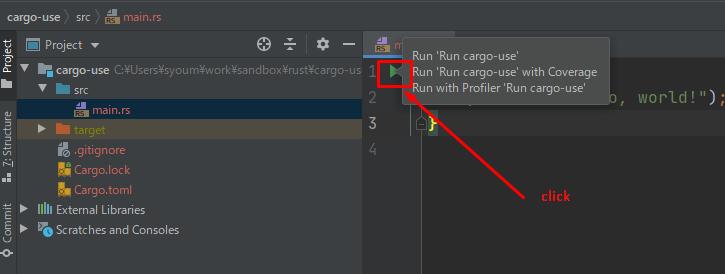 cargo-use
src
main.rs
Project
Project
7: Structure
Commit
cargo-use C:¥Users¥syoum¥work¥sandbox¥rust¥cargo-us
src
main.rs
target
.gitignore
Cargo.lock
Cargo.toml
External Libraries
Scratches and Consoles
Run 'Run cargo-use'
Run 'Run cargo-use' with Coverage
Run with Profiler 'Run cargo-use'
1
2 o, world!");
3 }
4
click